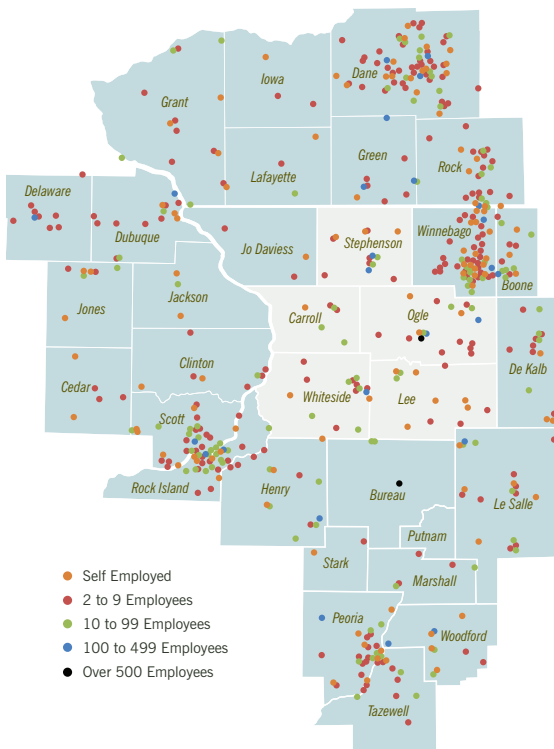 Dane
Iowa
Grant
Green
Rock
Lafayette
Delaware
Dubuque
Winnebago
Stephenson
Jo Daviess
Boone
Jackson
Jones
Carroll
Ogle
Clinton
De Kalb
Cedar
Whiteside
Lee
Scott
Rock Island
Henry
Bureau
Le Salle
Putnam
Stark
Marshall
Peoria
Woodford
Tazewell
Self Employed
2 to 9 Employees
10 to 99 Employees
100 to 499 Employees
Over 500 Employees